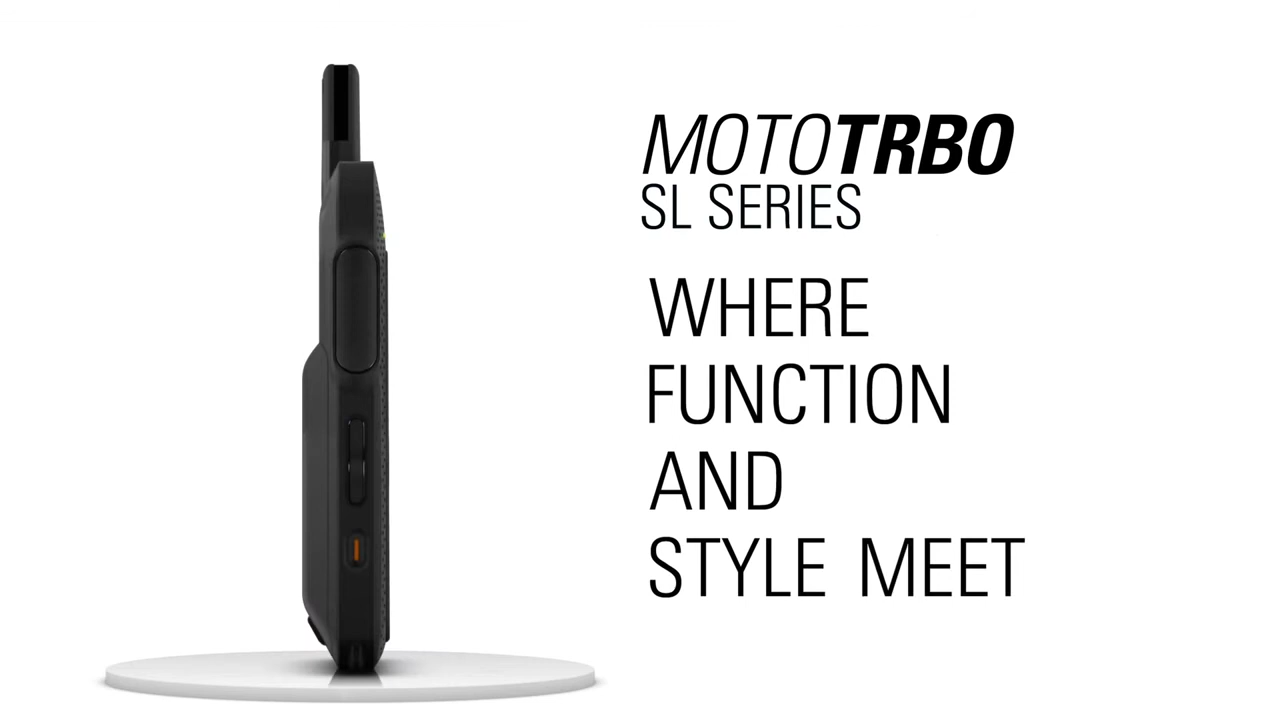 MOTOTRBO
SL SERIES
WHERE
FUNCTION
AND
STYLE MEET